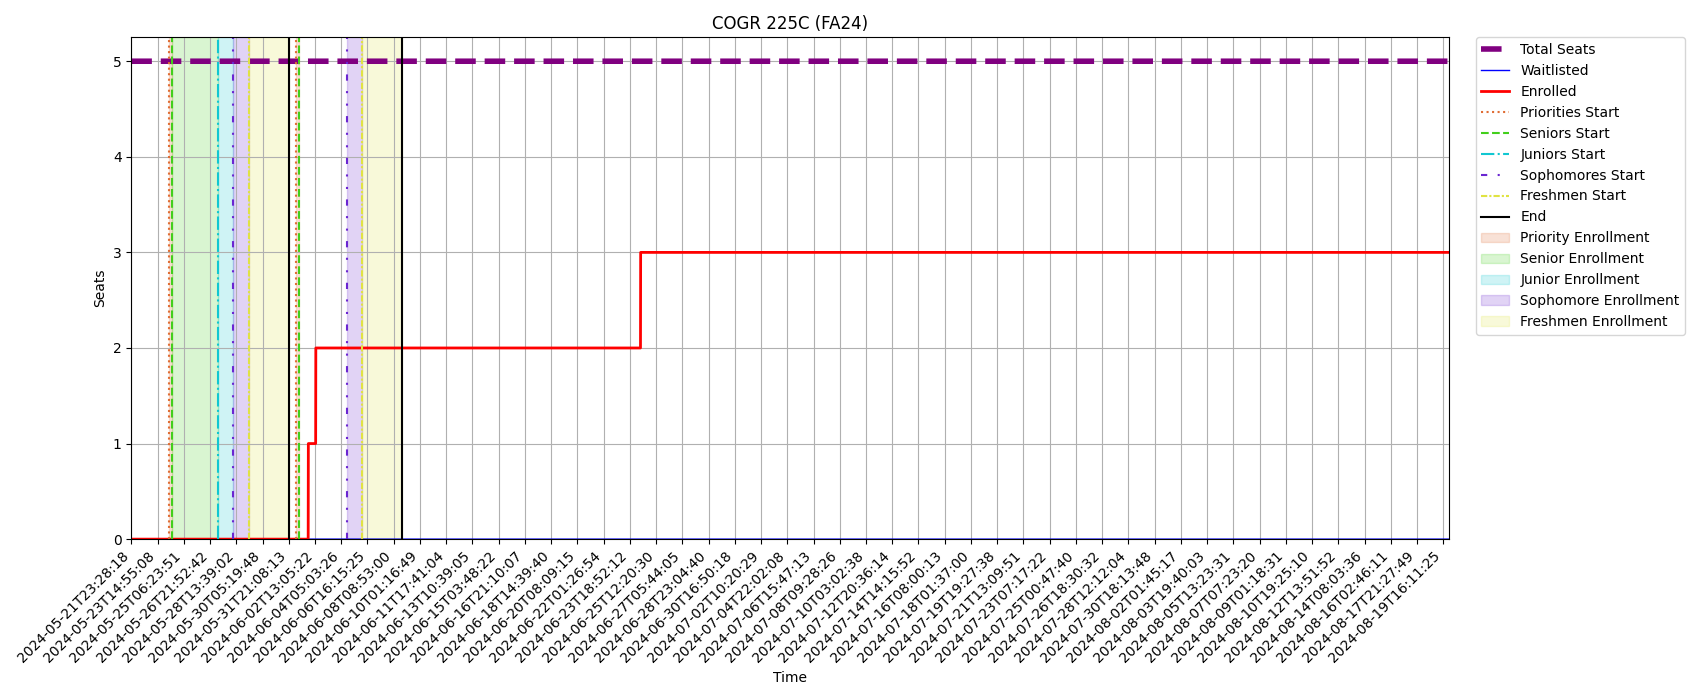 COGR 225C (FA24)
Seats
5
4
3
2
1
0
2024-05-21T23:28:18
2024-05-23T14:55:08
2024-05-25T06:23:51
2024-05-26T21:52:42
2024-05-28T13:39:02
2024-05-30T05:19:48
2024-05-31T21:08:13
2024-06-02T13:05:22
2024-06-04T05:03:26
2024-06-06T16:15:25
2024-06-08T08:53:00
2024-06-10T01:16:49
2024-06-11T17:41:04
2024-06-13T10:39:05
2024-06-15T03:48:22
2024-06-16T21:10:07
2024-06-18T14:39:40
2024-06-20T08:09:15
2024-06-22T01:26:54
2024-06-23T18:52:12
2024-06-25T12:20:30
2024-06-27T05:44:05
2024-06-28T23:04:40
2024-06-30T16:50:18
2024-07-02T10:20:29
2024-07-04T22:02:08
2024-07-06T15:47:13
2024-07-08T09:28:26
2024-07-10T03:02:38
2024-07-12T20:36:14
2024-07-14T14:15:52
2024-07-16T08:00:13
2024-07-18T01:37:00
2024-07-19T19:27:38
2024-07-21T13:09:51
2024-07-23T07:17:22
2024-07-25T00:47:40
2024-07-26T18:30:32
2024-07-28T12:12:04
2024-07-30T18:13:48
2024-08-02T01:45:17
2024-08-03T19:40:03
2024-08-05T13:23:31
2024-08-07T07:23:20
2024-08-09T01:18:31
2024-08-10T19:25:10
2024-08-12T13:51:52
2024-08-14T08:03:36
2024-08-16T02:46:11
2024-08-17T21:27:49
2024-08-19T16:11:25
Time
Total Seats
Waitlisted
Enrolled
Priorities Start
Seniors Start
Juniors Start
Sophomores Start
Freshmen Start
End
Priority Enrollment
Senior Enrollment
Junior Enrollment
Sophomore Enrollment
Freshmen Enrollment